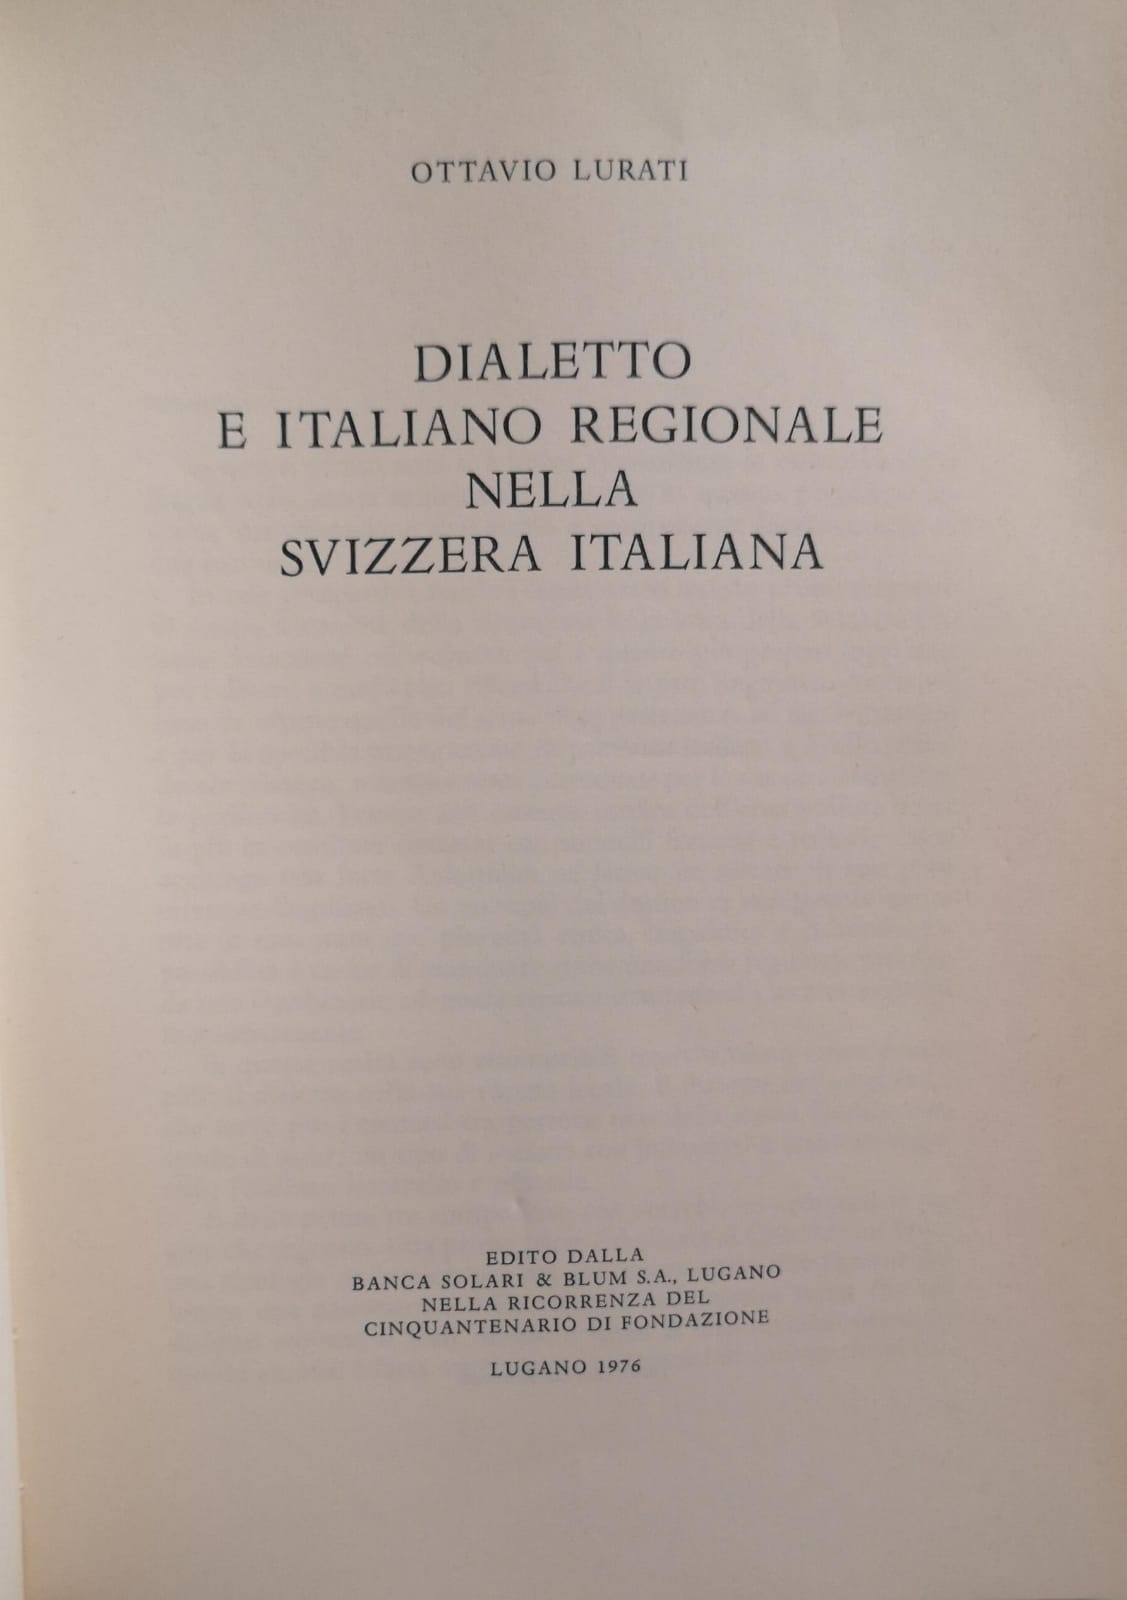 OTTAVIO LURATI
DIALETTO
E ITALIANO REGIONALE
NELLA
SVIZZERA ITALIANA
EDITO DALLA
BANCA SOLARI & BLUM S.A., LUGANO
NELLA RICORRENZA DEL
CINQUANTENARIO DI FONDAZIONE
LUGANO 1976